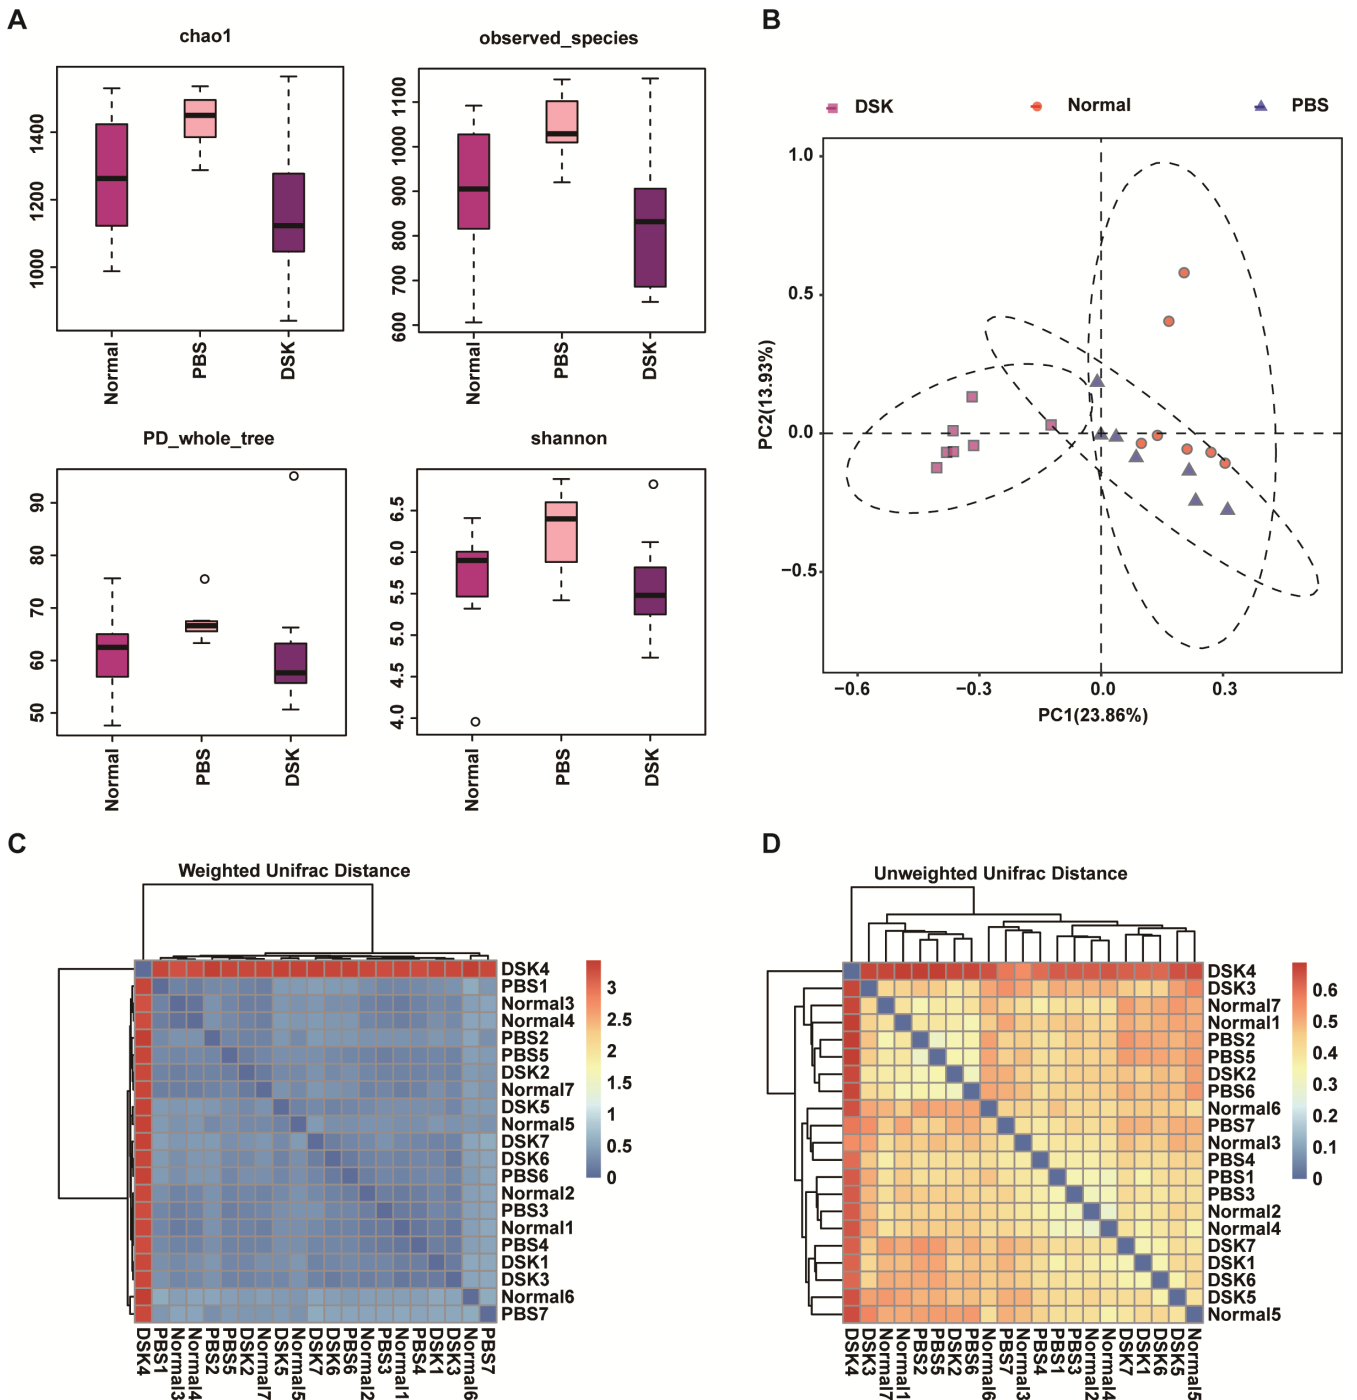 A
chao1
1000
1200
1400
Normal
PBS
DSK
observed_species
600
700
800
900
1000
1100
Normal
PBS
DSK
PD_whole_tree
50
60
70
80
90
Normal
PBS
DSK
shannon
4.0
4.5
5.0
5.5
6.0
6.5
Normal
PBS
DSK
B
DSK
Normal
PBS
PC2(13.93%)
1.0
0.5
0.0
−0.5
−0.6
−0.3
0.0
0.3
PC1(23.86%)
C
Weighted Unifrac Distance
DSK4
PBS1
Normal3
Normal4
PBS2
PBS5
DSK2
Normal7
DSK5
Normal5
DSK7
DSK6
PBS6
Normal2
PBS3
Normal1
PBS4
DSK1
DSK3
Normal6
PBS7
3
2.5
2
1.5
1
0.5
0
DSK4
PBS1
Normal3
Normal4
PBS2
PBS5
DSK2
Normal7
DSK5
Normal5
DSK7
DSK6
PBS6
Normal2
PBS3
Normal1
PBS4
DSK1
DSK3
Normal6
PBS7
D
Unweighted Unifrac Distance
DSK4
DSK3
Normal7
Normal1
PBS2
PBS5
DSK2
PBS6
Normal6
PBS7
Normal3
PBS4
PBS1
PBS3
Normal2
Normal4
DSK7
DSK1
DSK6
DSK5
Normal5
0.6
0.5
0.4
0.3
0.2
0.1
0
DSK4
DSK3
Normal7
Normal1
PBS2
PBS5
DSK2
PBS6
Normal6
PBS7
Normal3
PBS4
PBS1
PBS3
Normal2
Normal4
DSK7
DSK1
DSK6
DSK5
Normal5